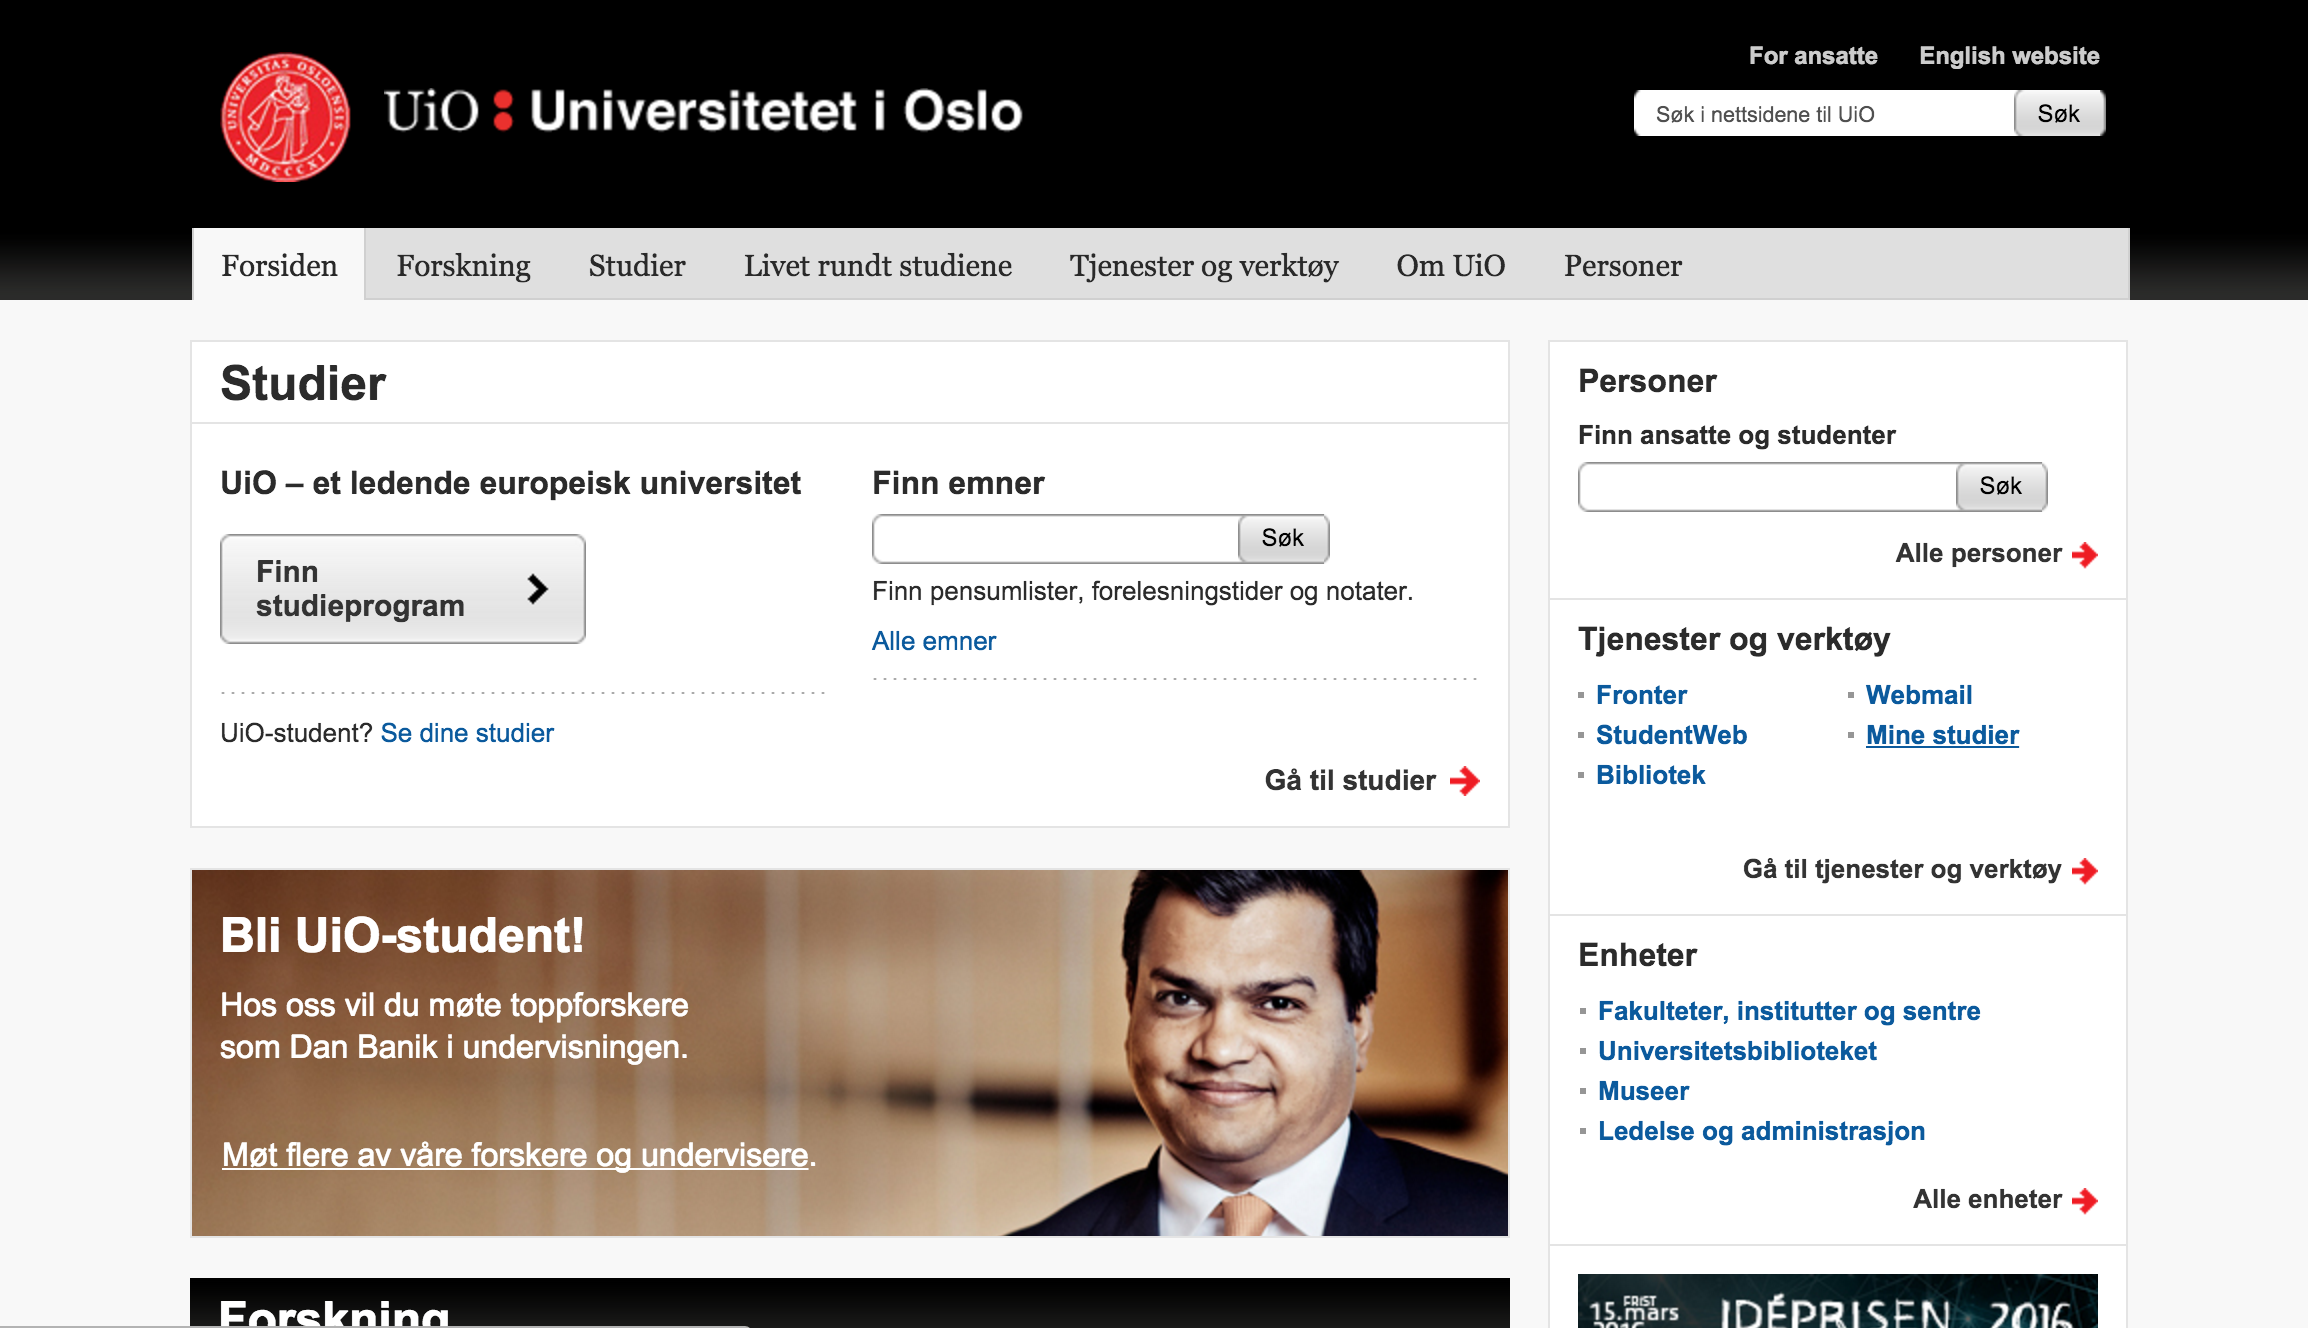 For ansatte English website
UNIVERSITAS OSLOENSIS MDCCCXI
UiO : Universitetet i Oslo
Søk i nettsidene til UiO Søk
Forsiden Forskning Studier Livet rundt studiene Tjenester og verktøy Om UiO Personer
Studier
UiO – et ledende europeisk universitet
Finn
studieprogram
UiO-student? Se dine studier
Finn emner
Søk
Finn pensumlister, forelesningstider og notater.
Alle emner
Gå til studier
Bli UiO-student!
Hos oss vil du møte toppforskere
som Dan Banik i undervisningen.
Møt flere av våre forskere og undervisere.
Forskning
Personer
Finn ansatte og studenter
Søk
Alle personer
Tjenester og verktøy
Fronter
StudentWeb
Bibliotek
Webmail
Mine studier
Gå til tjenester og verktøy
Enheter
Fakulteter, institutter og sentre
Universitetsbiblioteket
Museer
Ledelse og administrasjon
Alle enheter
FRIST
15.mars
2016
IDÉPRISEN 2016